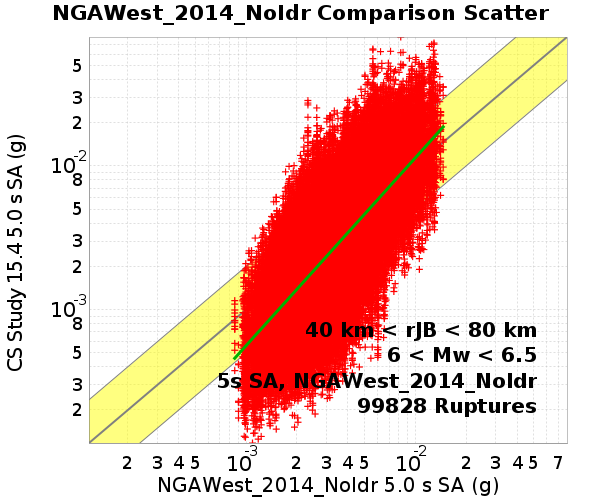 NGAWest_2014_NoIdr Comparison Scatter
CS Study 15.4 5.0 s SA (g)
5
3
2
10-2
8
5
3
2
10-3
8
5
3
2
40 km < rJB < 80 km
6 < Mw < 6.5
5s SA, NGAWest_2014_NoIdr
99828 Ruptures
2 3 4 5 10-3 2 3 4 5 10-2 2 3 4 5 7
NGAWest_2014_NoIdr 5.0 s SA (g)